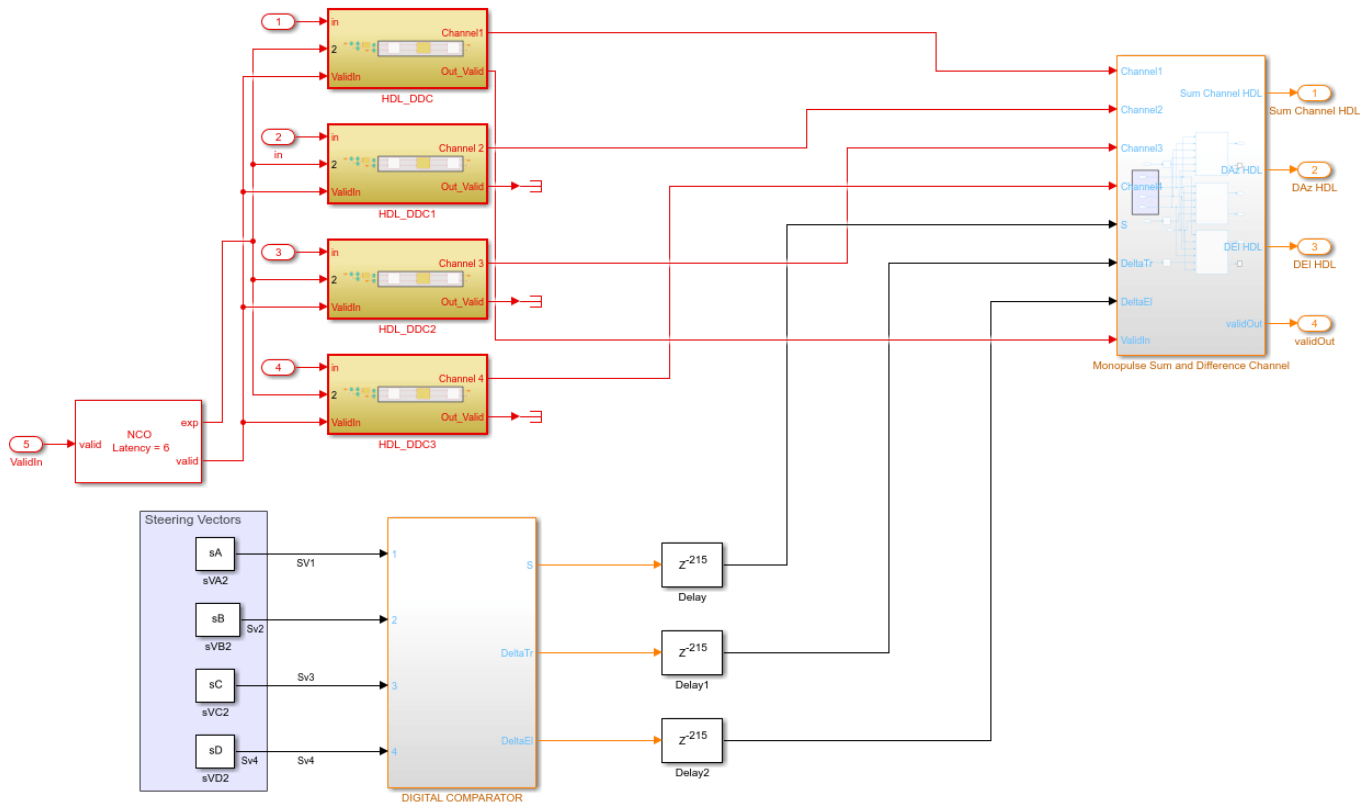 1
in
2
ValidIn
Channel1
Out_Valid
HDL_DDC
2
in
in
2
ValidIn
Channel 2
Out_Valid
HDL_DDC1
3
in
2
ValidIn
Channel 3
Out_Valid
HDL_DDC2
4
in
2
ValidIn
Channel 4
Out_Valid
HDL_DDC3
5
ValidIn
valid
NCO
Latency = 6
exp
valid
Channel1
Channel2
Channel3
Channel4
S
DeltaTr
DeltaEl
ValidIn
Sum Channel HDL
DAz HDL
DEl HDL
validOut
Monopulse Sum and Difference Channel
1
Sum Channel HDL
2
DAz HDL
3
DEl HDL
4
validOut
Steering Vectors
sA
sVA2
SV1
sB
sVB2
Sv2
sC
sVC2
Sv3
sD
sVD2
Sv4
Sv4
1
2
3
4
S
DeltaTr
DeltaEl
DIGITAL COMPARATOR
Z-215
Delay
Z-215
Delay1
Z-215
Delay2